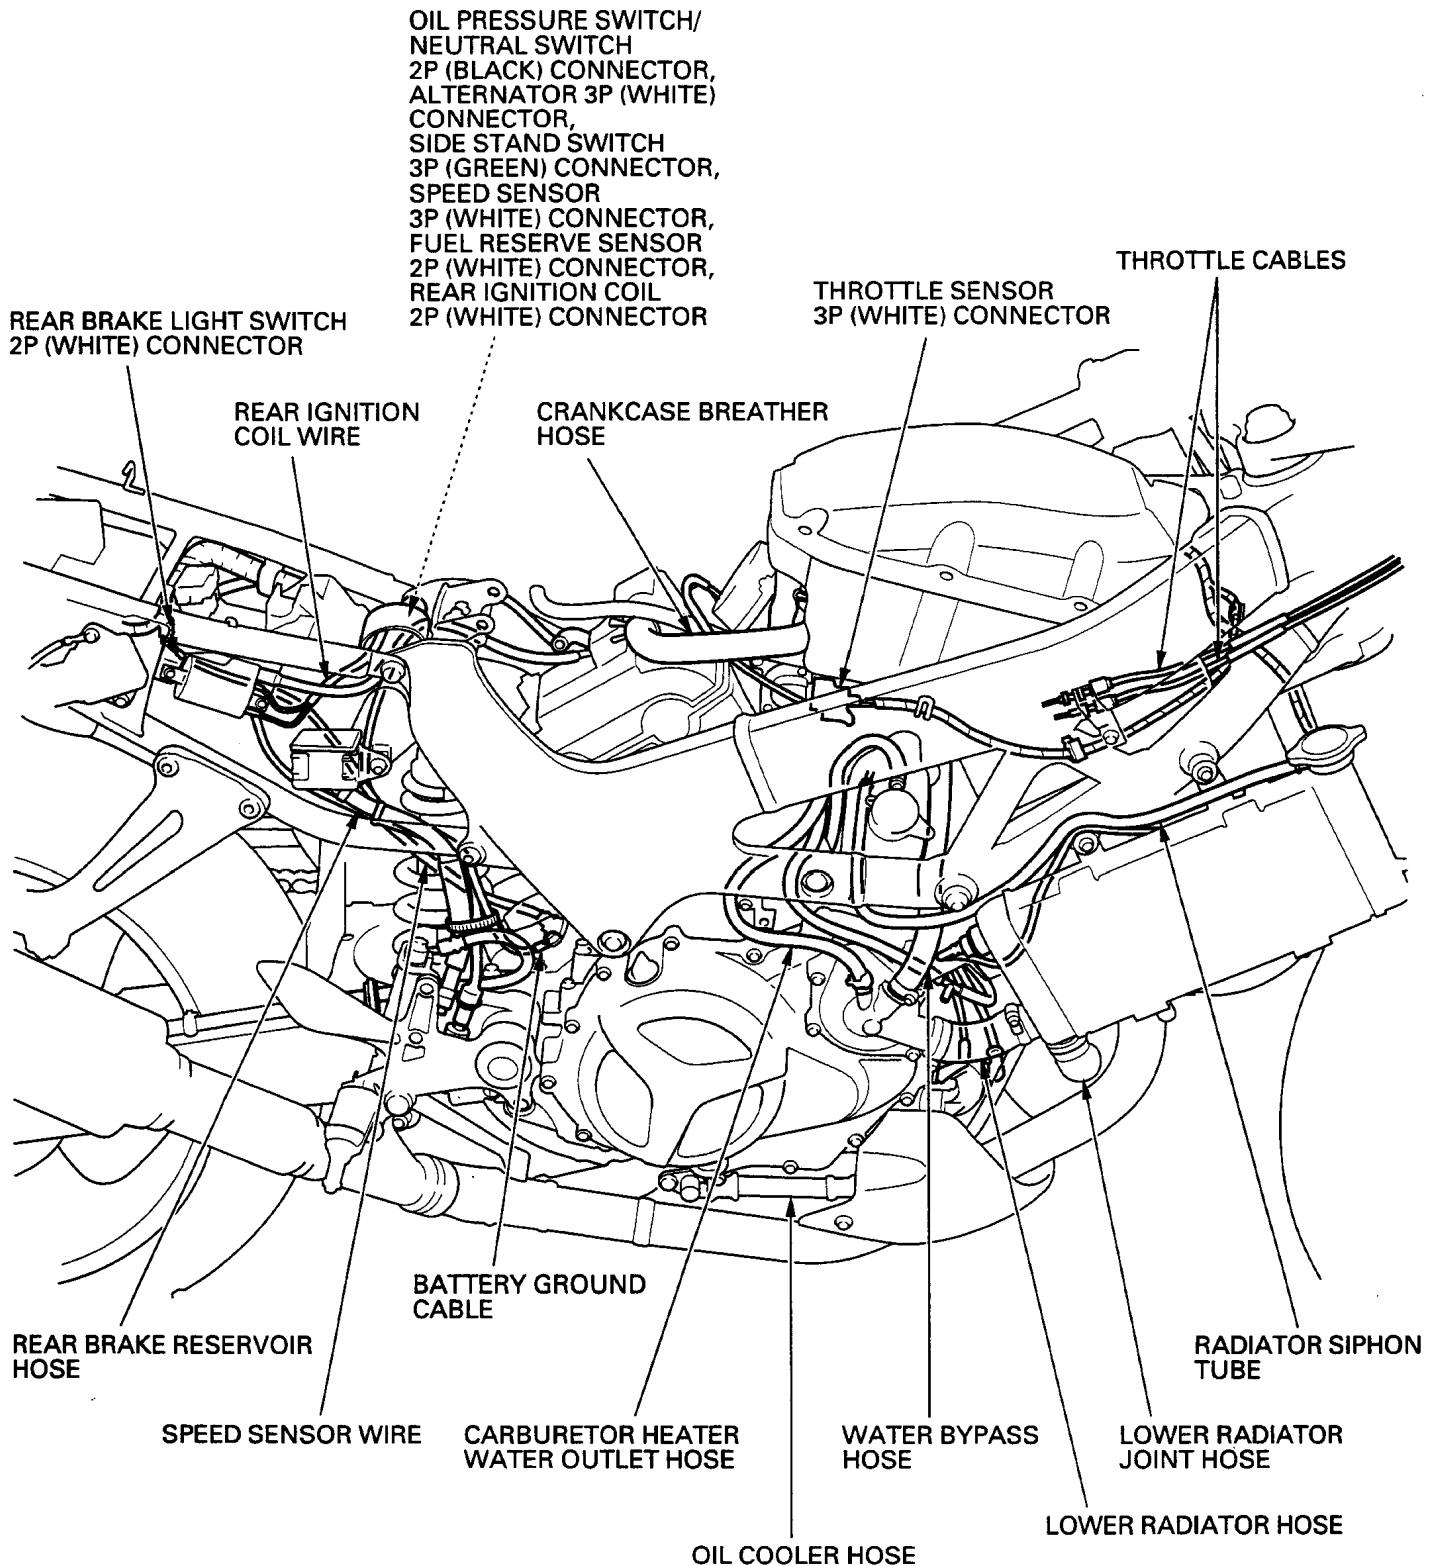 OIL PRESSURE SWITCH/
NEUTRAL SWITCH
2P (BLACK) CONNECTOR,
ALTERNATOR 3P (WHITE)
CONNECTOR,
SIDE STAND SWITCH
3P (GREEN) CONNECTOR,
SPEED SENSOR
3P (WHITE) CONNECTOR,
FUEL RESERVE SENSOR
2P (WHITE) CONNECTOR,
REAR IGNITION COIL
2P (WHITE) CONNECTOR
THROTTLE CABLES
THROTTLE SENSOR
3P (WHITE) CONNECTOR
REAR BRAKE LIGHT SWITCH
2P (WHITE) CONNECTOR
REAR IGNITION
COIL WIRE
CRANKCASE BREATHER
HOSE
BATTERY GROUND
CABLE
REAR BRAKE RESERVOIR
HOSE
RADIATOR SIPHON
TUBE
SPEED SENSOR WIRE
CARBURETOR HEATER
WATER OUTLET HOSE
WATER BYPASS
HOSE
LOWER RADIATOR
JOINT HOSE
LOWER RADIATOR HOSE
OIL COOLER HOSE